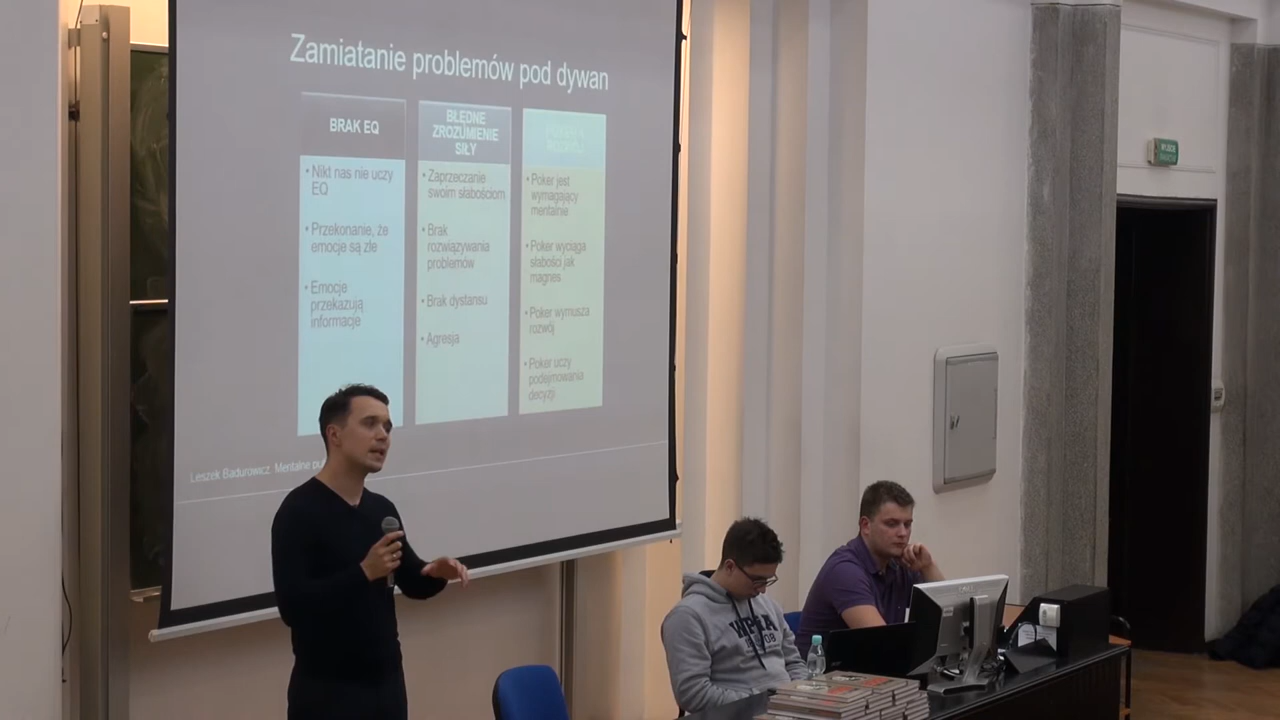 Zamiatanie problemów pod dywan
BRAK EQ
• Nikt nas nie uczy
EQ
• Przekonanie, że
emocje są złe
• Emocje
przekazują
informacje
BŁĘDNE
ZROZUMIENIE
SIŁY
• Zaprzeczanie
swoim słabościom
• Brak
rozwiązywania
problemów
• Brak dystansu
• Agresja
• Poker jest
wymagający
mentalnie
• Poker wyciąga
słabości jak
magnes
• Poker wymusza
rozwój
• Poker uczy
podejmowania
decyzji
Leszek Badurowicz, Mentalne
WYJŚCIE